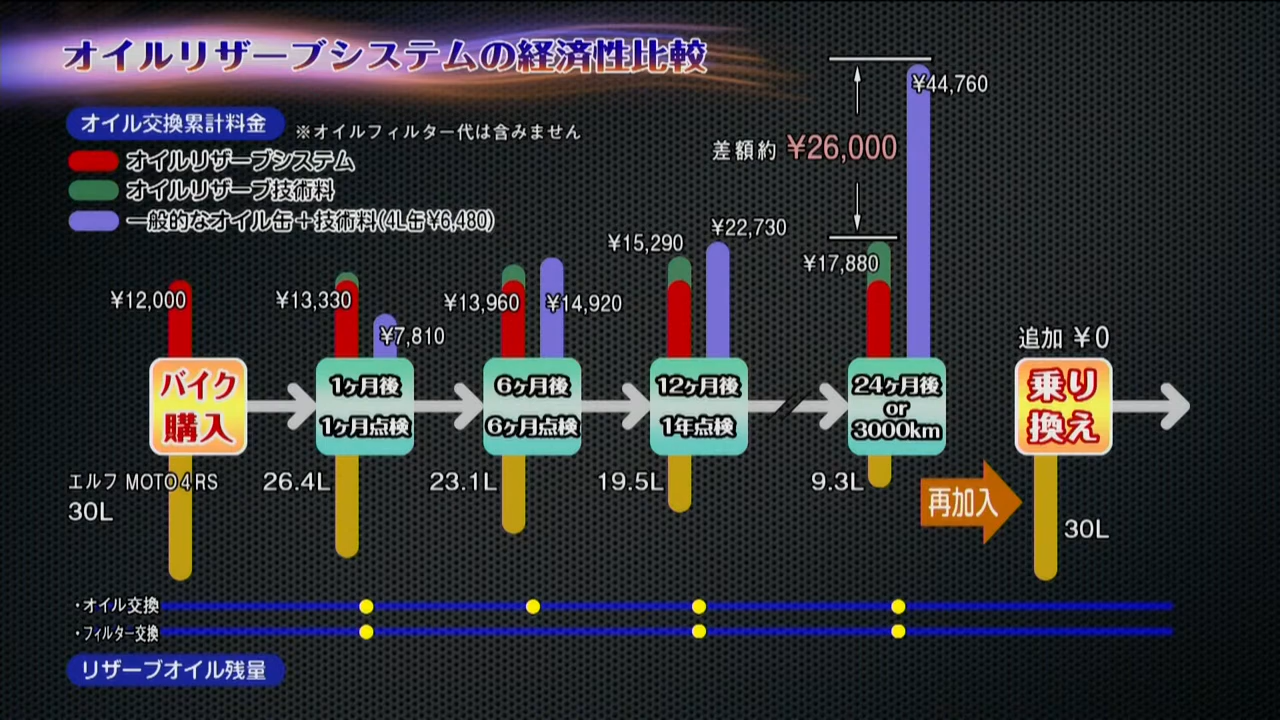 オイルリザーブシステムの経済性比較
オイル交換累計料金 ※オイルフィルター代は含みません
オイルリザーブシステム
オイルリザーブ技術料
一般的なオイル缶＋技術料(4L缶¥6,480)
¥44,760
差額約 ¥26,000
¥12,000
¥13,330
¥7,810
¥13,960
¥14,920
¥15,290
¥22,730
¥17,880
追加 ¥0
バイク
購入
1ヶ月後
1ヶ月点検
6ヶ月後
6ヶ月点検
12ヶ月後
1年点検
24ヶ月後
or
3000km
乗り
換え
エルフ MOTO 4 RS
30L
26.4L
23.1L
19.5L
9.3L
再加入
30L
・オイル交換
・フィルター交換
リザーブオイル残量